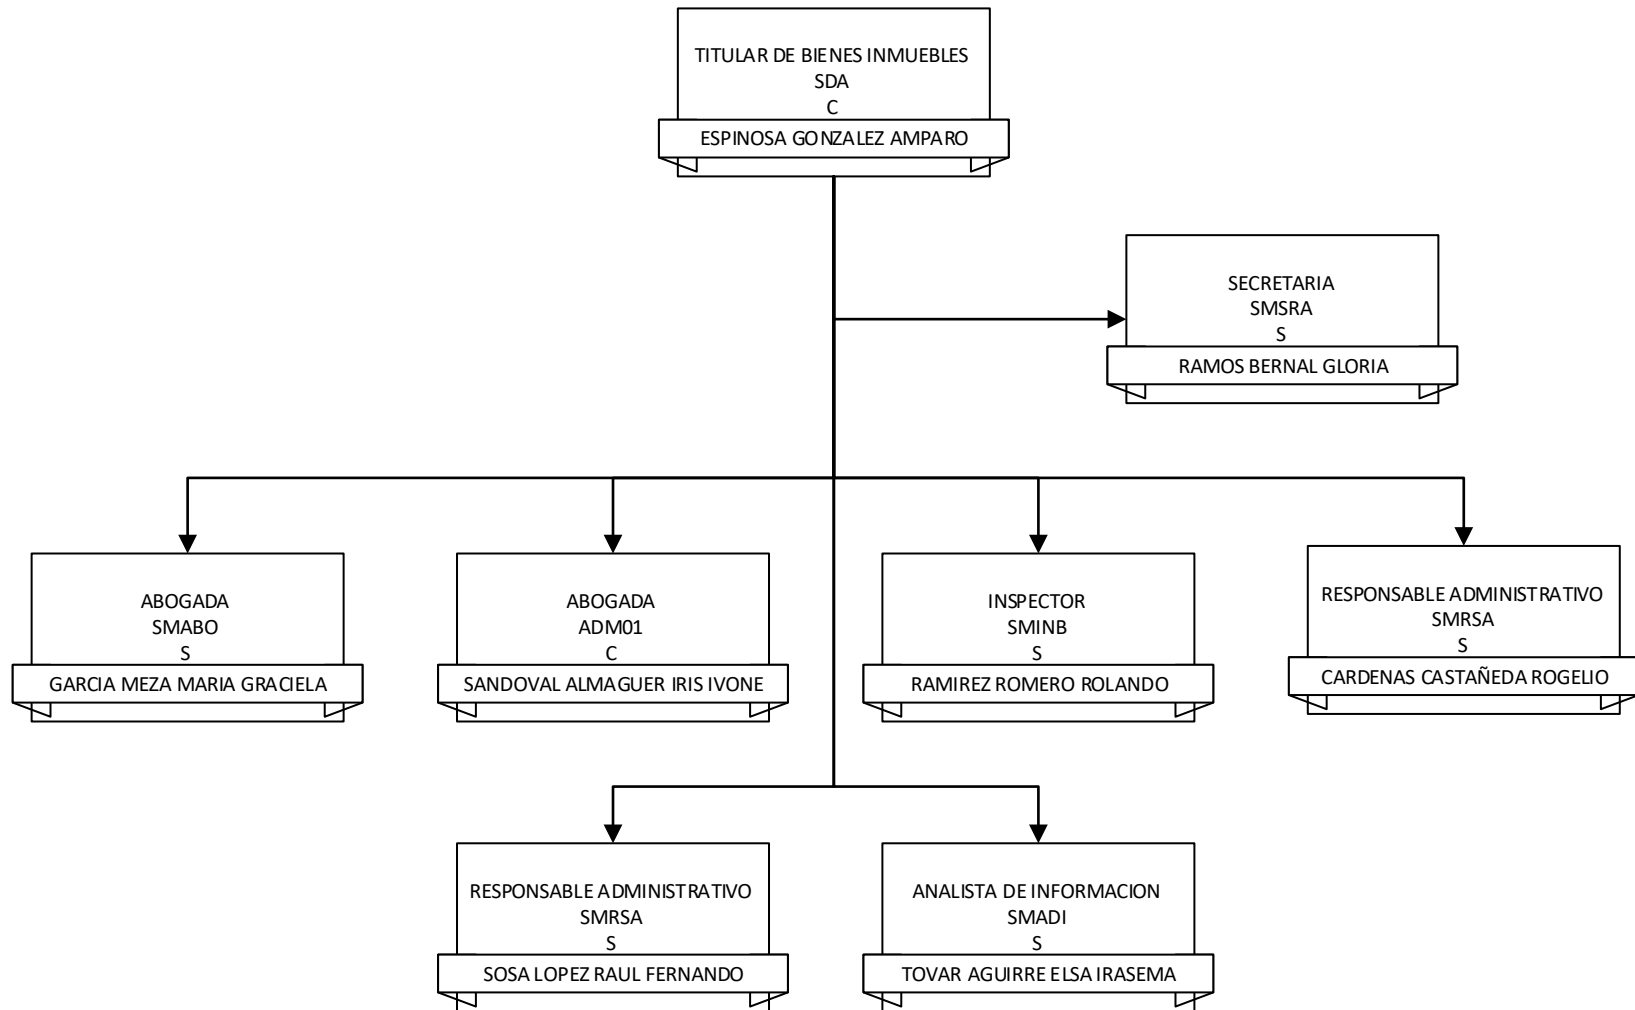 TITULAR DE BIENES INMUEBLES
SDA
C
ESPINOSA GONZALEZ AMPARO
SECRETARIA
SMSRA
S
RAMOS BERNAL GLORIA
ABOGADA
SMABO
S
GARCIA MEZA MARIA GRACIELA
ABOGADA
ADM01
C
SANDOVAL ALMAGUER IRIS IVONE
INSPECTOR
SMINB
S
RAMIREZ ROMERO ROLANDO
RESPONSABLE ADMINISTRATIVO
SMRSA
S
CARDENAS CASTAÑEDA ROGELIO
RESPONSABLE ADMINISTRATIVO
SMRSA
S
SOSA LOPEZ RAUL FERNANDO
ANALISTA DE INFORMACION
SMADI
S
TOVAR AGUIRRE ELSA IRASEMA